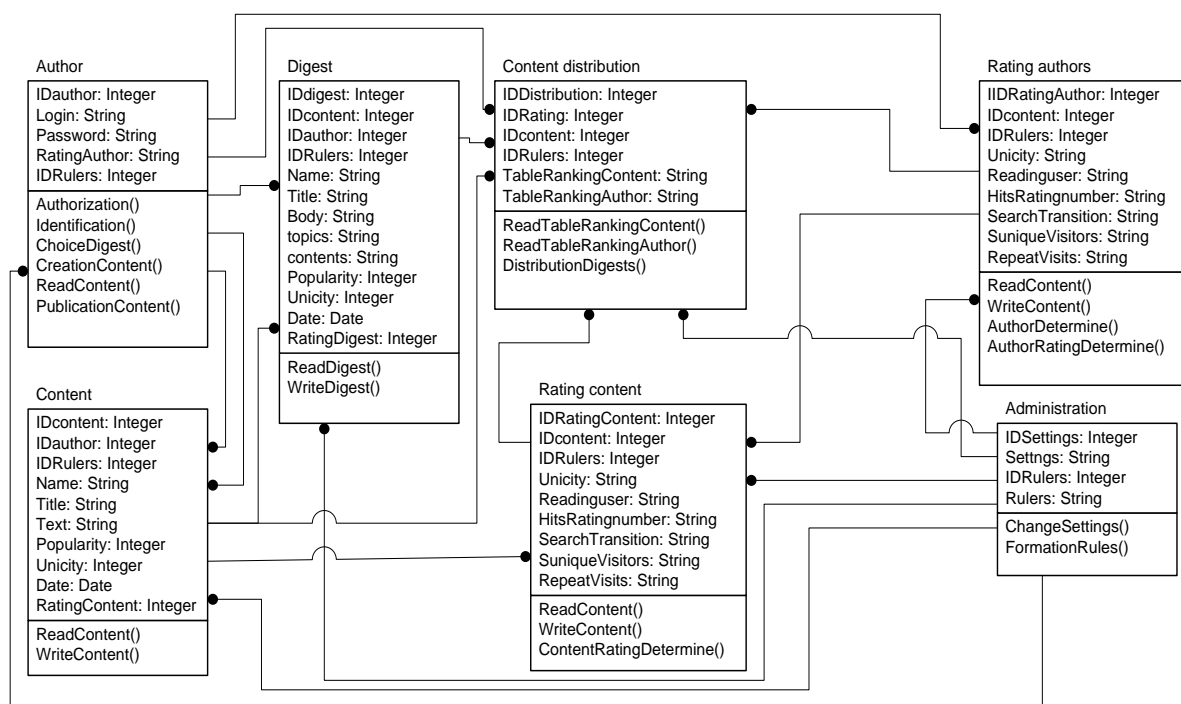 Author
IDauthor: Integer
Login: String
Password: String
RatingAuthor: String
IDRulers: Integer
Authorization()
Identification()
ChoiceDigest()
CreationContent()
ReadContent()
PublicationContent()
Digest
IDdigest: Integer
IDcontent: Integer
IDauthor: Integer
IDRulers: Integer
Name: String
Title: String
Body: String
topics: String
contents: String
Popularity: Integer
Unicity: Integer
Date: Date
RatingDigest: Integer
ReadDigest()
WriteDigest()
Content distribution
IDDistribution: Integer
IDRating: Integer
IDcontent: Integer
IDRulers: Integer
TableRankingContent: String
TableRankingAuthor: String
ReadTableRankingContent()
ReadTableRankingAuthor()
DistributionDigests()
Rating authors
IIDRatingAuthor: Integer
IDcontent: Integer
IDRulers: Integer
Unicity: String
Readinguser: String
HitsRatingnumber: String
SearchTransition: String
SuniqueVisitors: String
RepeatVisits: String
ReadContent()
WriteContent()
AuthorDetermine()
AuthorRatingDetermine()
Content
IDcontent: Integer
IDauthor: Integer
IDRulers: Integer
Name: String
Title: String
Text: String
Popularity: Integer
Unicity: Integer
Date: Date
RatingContent: Integer
ReadContent()
WriteContent()
Rating content
IDRatingContent: Integer
IDcontent: Integer
IDRulers: Integer
Unicity: String
Readinguser: String
HitsRatingnumber: String
SearchTransition: String
SuniqueVisitors: String
RepeatVisits: String
ReadContent()
WriteContent()
ContentRatingDetermine()
Administration
IDSettings: Integer
Settngs: String
IDRulers: Integer
Rulers: String
ChangeSettings()
FormationRules()